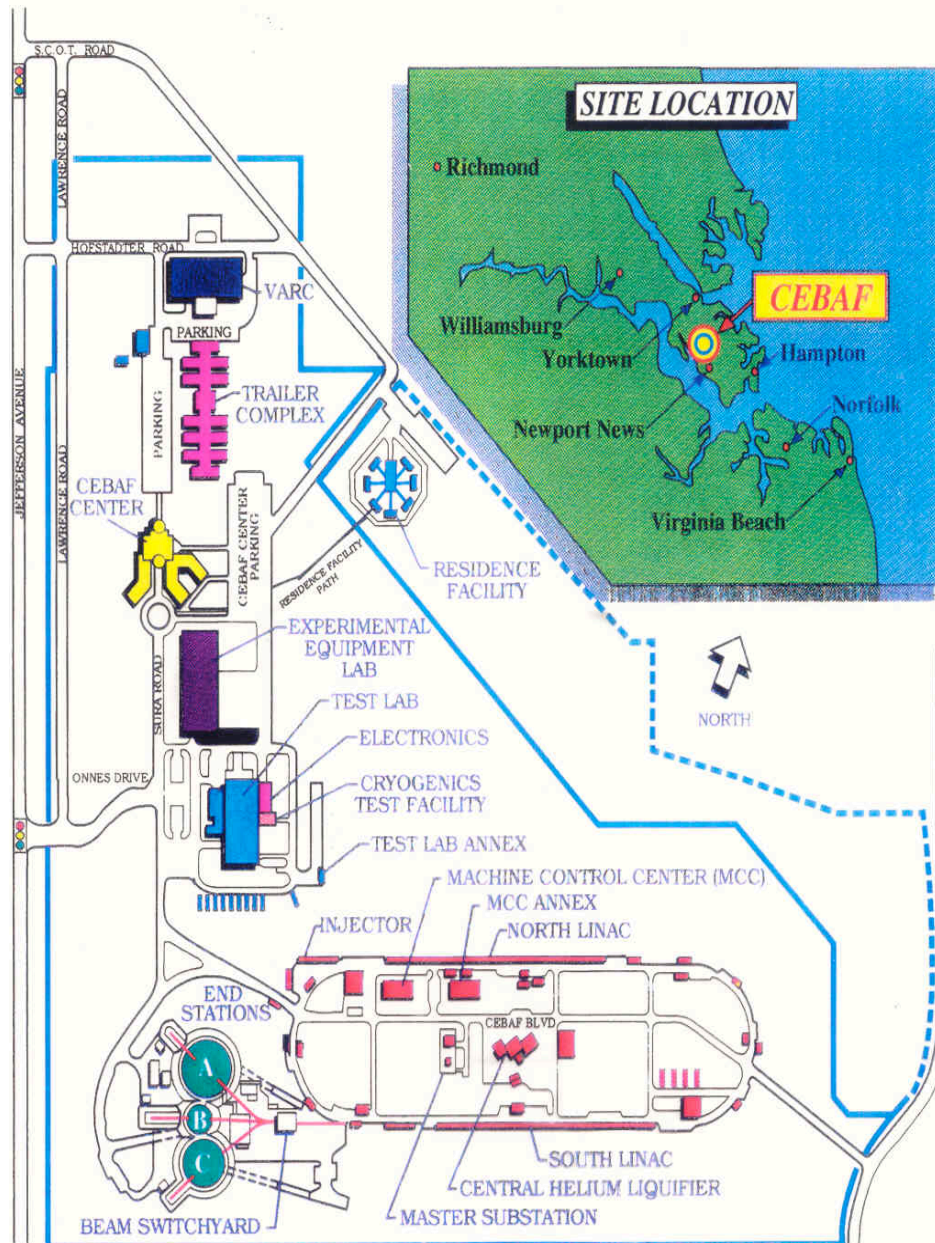 S.C.O.T. ROAD
LAWRENCE ROAD
HOFSTADTER ROAD
VARC
PARKING
TRAILER
COMPLEX
PARKING
JEFFERSON AVENUE
LAWRENCE ROAD
CEBAF
CENTER
CEBAF CENTER
PARKING
RESIDENCE FACILITY
PATH
RESIDENCE
FACILITY
SITE LOCATION
Richmond
Williamsburg
Yorktown
CEBAF
Hampton
Newport News
Norfolk
Virginia Beach
NORTH
EXPERIMENTAL
EQUIPMENT
LAB
SURA ROAD
TEST LAB
ELECTRONICS
ONNES DRIVE
CRYOGENICS
TEST FACILITY
TEST LAB ANNEX
MACHINE CONTROL CENTER (MCC)
MCC ANNEX
INJECTOR
NORTH LINAC
END
STATIONS
CEBAF BLVD
A
B
C
SOUTH LINAC
CENTRAL HELIUM LIQUIFIER
MASTER SUBSTATION
BEAM SWITCHYARD